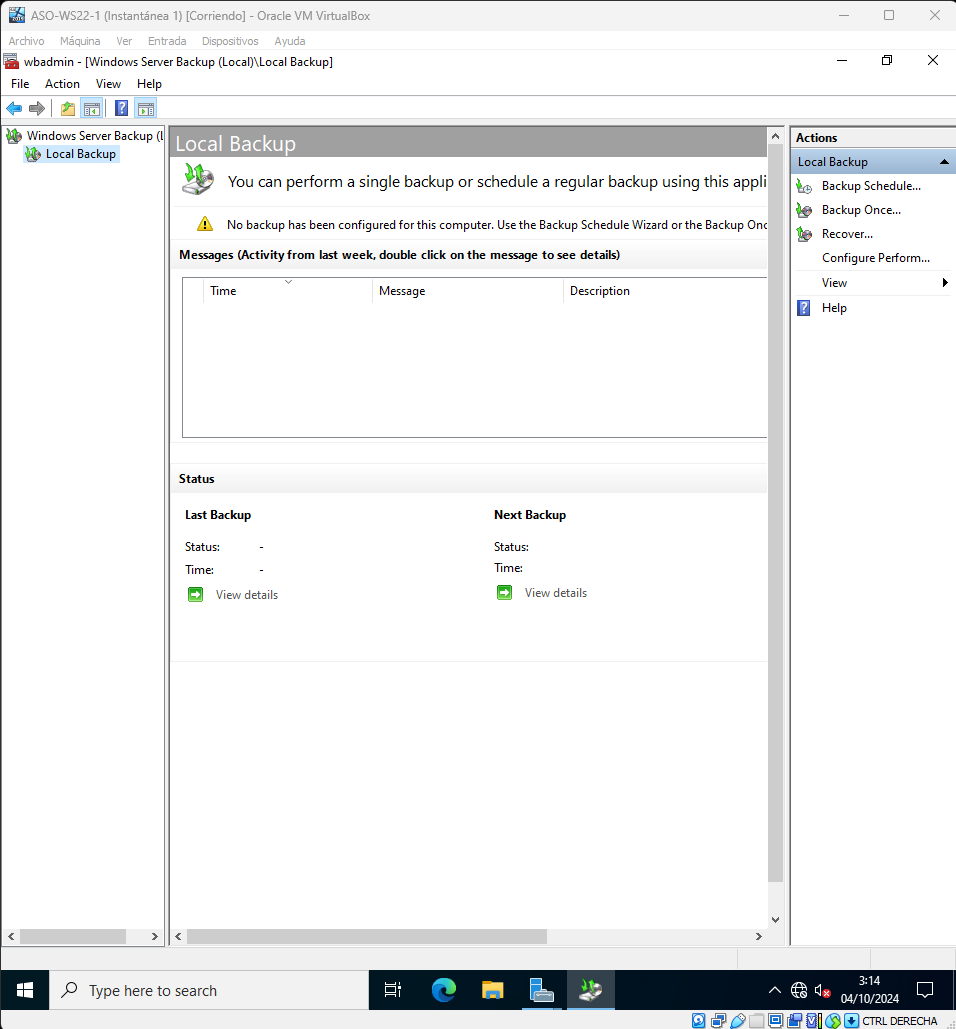 ASO-WS22-1 (Instantánea 1) [Corriendo] - Oracle VM VirtualBox
Archivo Máquina Ver Entrada Dispositivos Ayuda
wbadmin - [Windows Server Backup (Local)\Local Backup]
File Action View Help
Windows Server Backup (L
Local Backup
Local Backup
You can perform a single backup or schedule a regular backup using this appli
No backup has been configured for this computer. Use the Backup Schedule Wizard or the Backup Onc
Messages (Activity from last week, double click on the message to see details)
Time Message Description
Status
Last Backup
Status: -
Time: -
View details
Next Backup
Status:
Time:
View details
Actions
Local Backup
Backup Schedule...
Backup Once...
Recover...
Configure Perform...
View
Help
Type here to search
3:14
04/10/2024
CTRL DERECHA